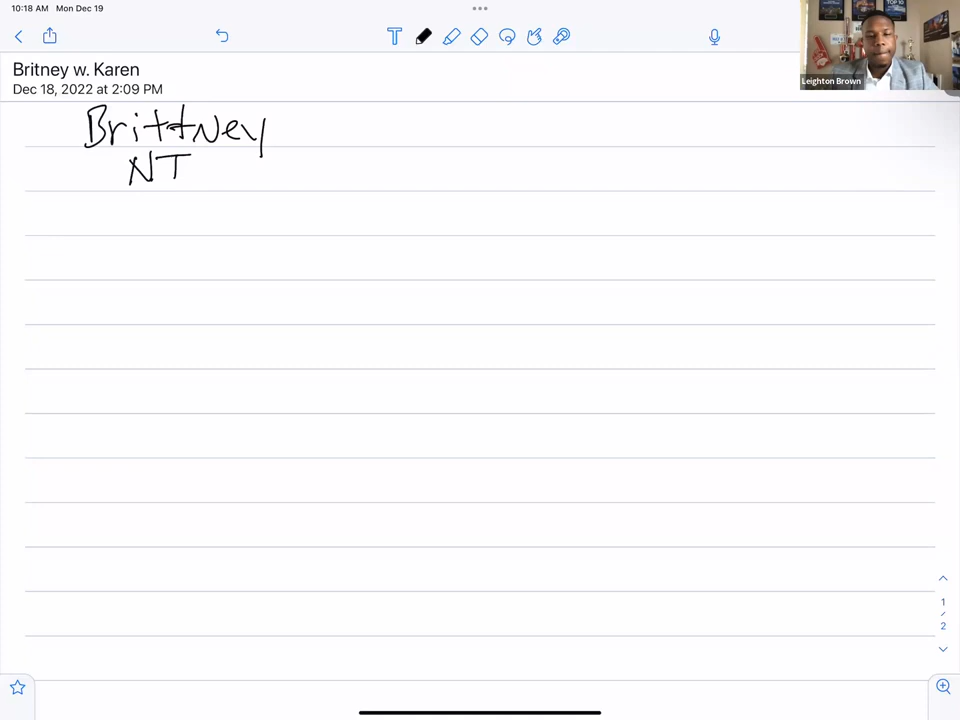 10:18 AM Mon Dec 19
Leighton Brown
Britney w. Karen
Dec 18, 2022 at 2:09 PM
Brittney
NT
1
/
2